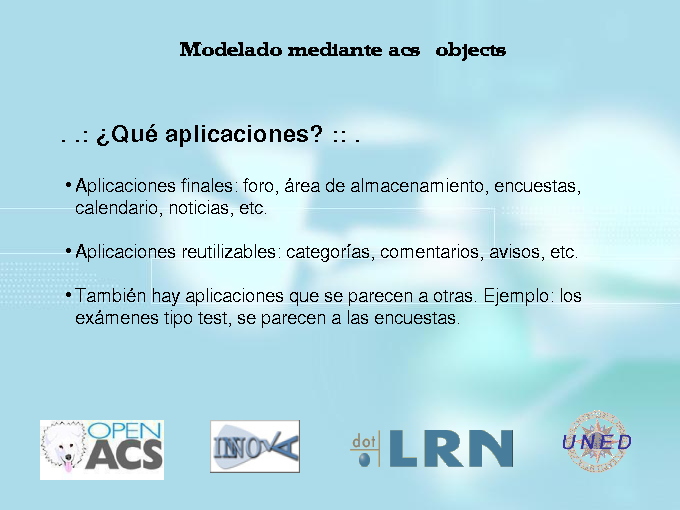 Modelado mediante acs objects
. .: ¿Qué aplicaciones? :: .
• Aplicaciones finales: foro, área de almacenamiento, encuestas,
calendario, noticias, etc.
• Aplicaciones reutilizables: categorías, comentarios, avisos, etc.
• También hay aplicaciones que se parecen a otras. Ejemplo: los
exámenes tipo test, se parecen a las encuestas.
OPEN
ACS
INNOVA
dot LRN
UNED